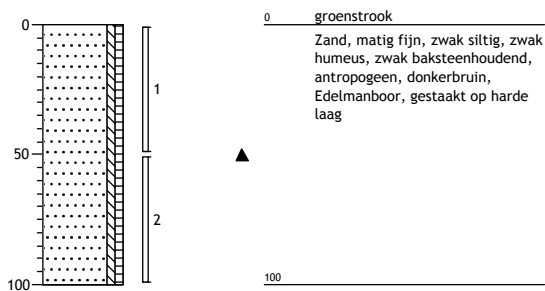 0
50
100
1
2
0 groenstrook
Zand, matig fijn, zwak siltig, zwak
humeus, zwak baksteenhoudend,
antropogeen, donkerbruin,
Edelmanboor, gestaakt op harde
laag
100